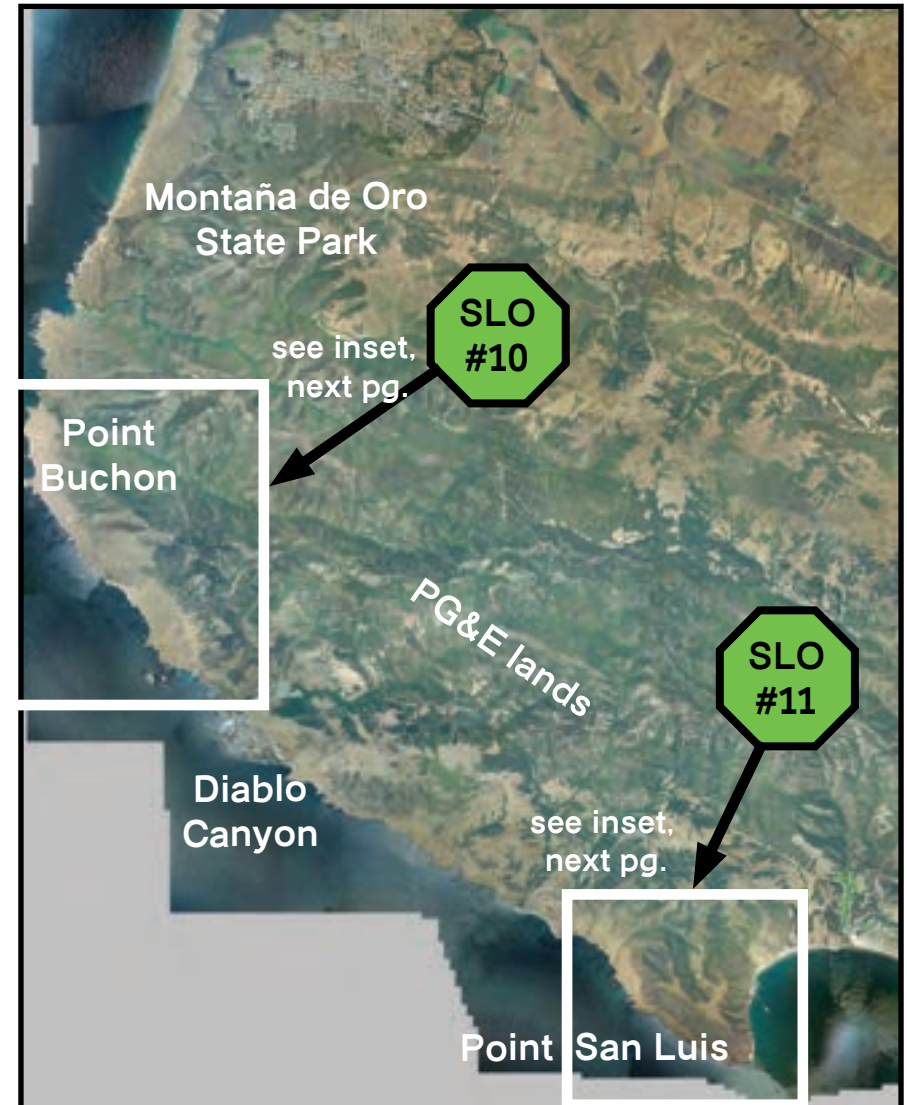 Montaña de Oro
State Park
SLO
#10
see inset,
next pg.
Point
Buchon
PG&E lands
SLO
#11
Diablo
Canyon
see inset,
next pg.
Point San Luis